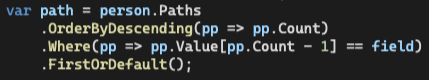 var path = person.Paths
.OrderByDescending(pp => pp.Count)
.Where(pp => pp.Value[pp.Count - 1] == field)
.FirstOrDefault();